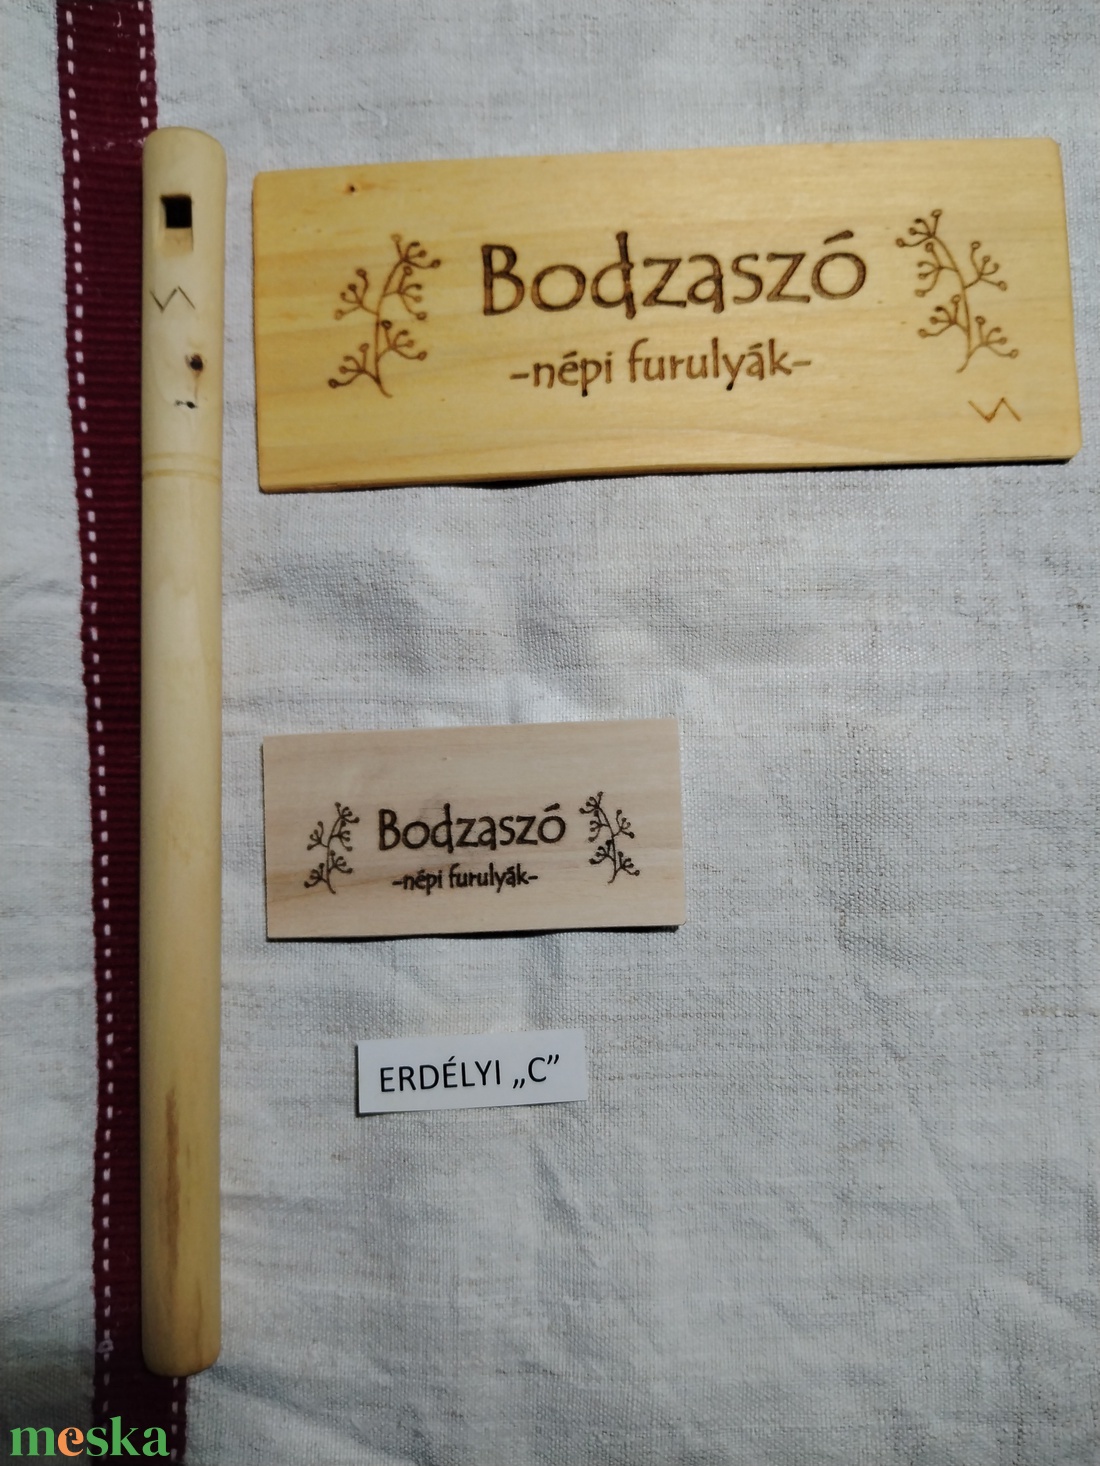 Bodzaszó
-népi furulyák-
Bodzaszó
-népi furulyák-
ERDÉLYI „C”
meska